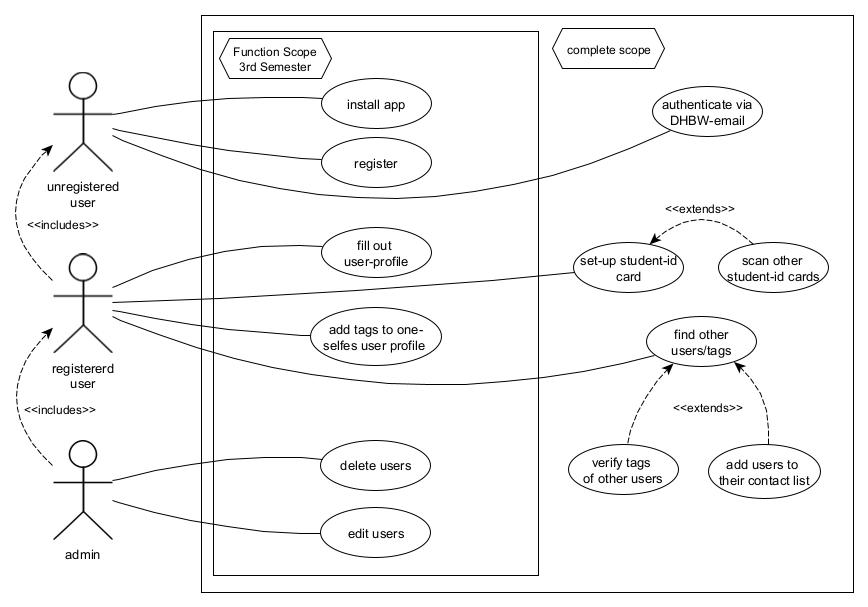 Function Scope
3rd Semester
complete scope
install app
authenticate via
DHBW-email
register
unregistered
user
<<includes>>
<<extends>>
fill out
user-profile
set-up student-id
card
scan other
student-id cards
add tags to one-
selfes user profile
find other
users/tags
registererd
user
<<includes>>
<<extends>>
delete users
verify tags
of other users
add users to
their contact list
edit users
admin